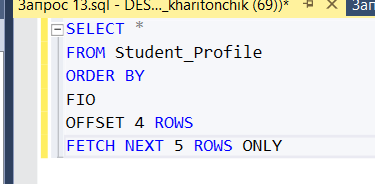 Запрос 13.sql - DES..._kharitonchik (69))*
SELECT *
FROM Student_Profile
ORDER BY
FIO
OFFSET 4 ROWS
FETCH NEXT 5 ROWS ONLY